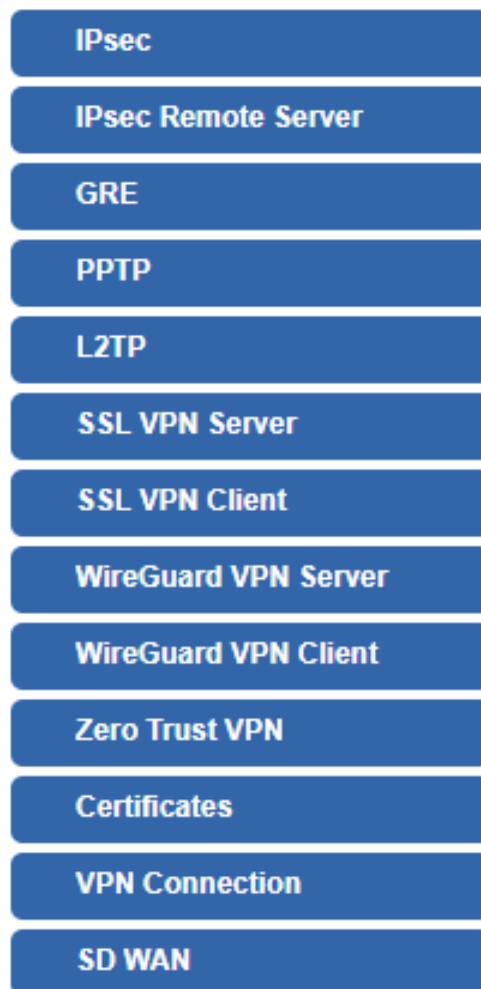 IPsec
IPsec Remote Server
GRE
PPTP
L2TP
SSL VPN Server
SSL VPN Client
WireGuard VPN Server
WireGuard VPN Client
Zero Trust VPN
Certificates
VPN Connection
SD WAN